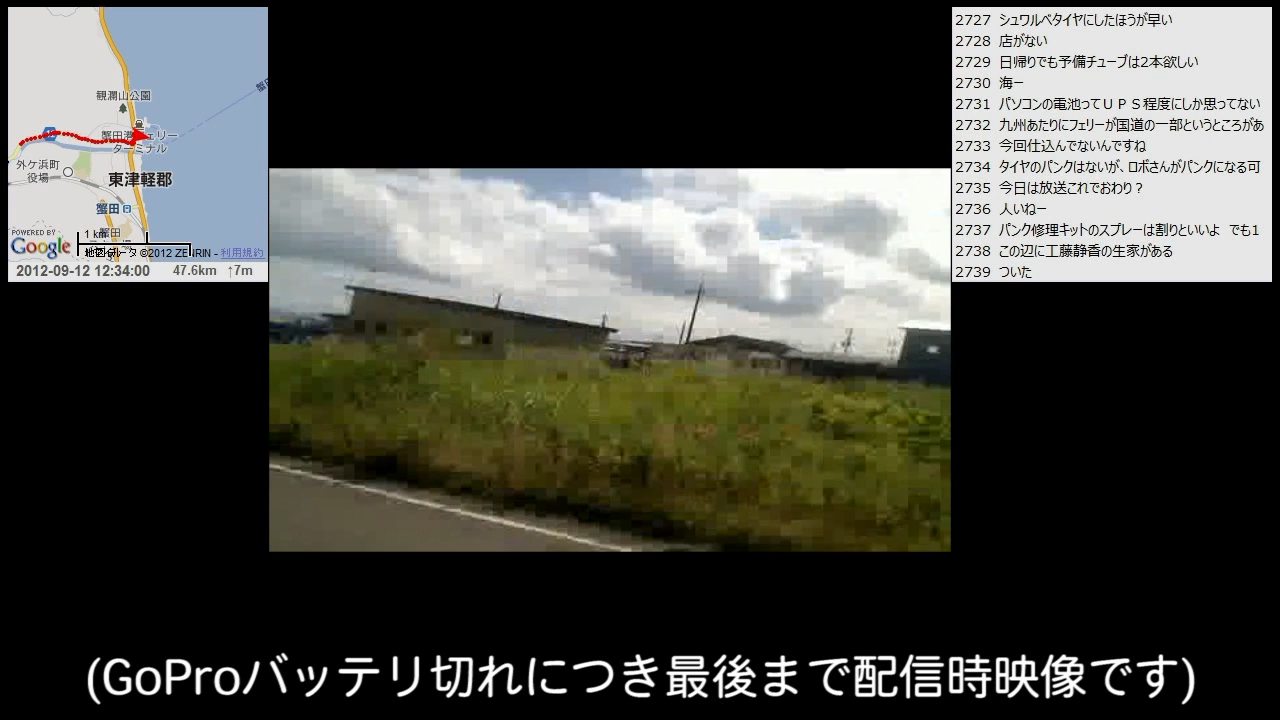 観瀾山公園
蟹田港フェリー
ターミナル
外ケ浜町
役場
東津軽郡
蟹田
蟹田
POWERED BY
Google
1 km
地図データ ©2012 ZENRIN - 利用規約
2012-09-12 12:34:00 47.6km ↑7m
2727 シュワルベタイヤにしたほうが早い
2728 店がない
2729 日帰りでも予備チューブは2本欲しい
2730 海ー
2731 パソコンの電池ってＵＰＳ程度にしか思ってない
2732 九州あたりにフェリーが国道の一部というところがあ
2733 今回仕込んでないんですね
2734 タイヤのパンクはないが、ロボさんがパンクになる可
2735 今日は放送これでおわり？
2736 人いねー
2737 パンク修理キットのスプレーは割りといいよ でも1
2738 この辺に工藤静香の生家がある
2739 ついた
(GoProバッテリ切れにつき最後まで配信時映像です)